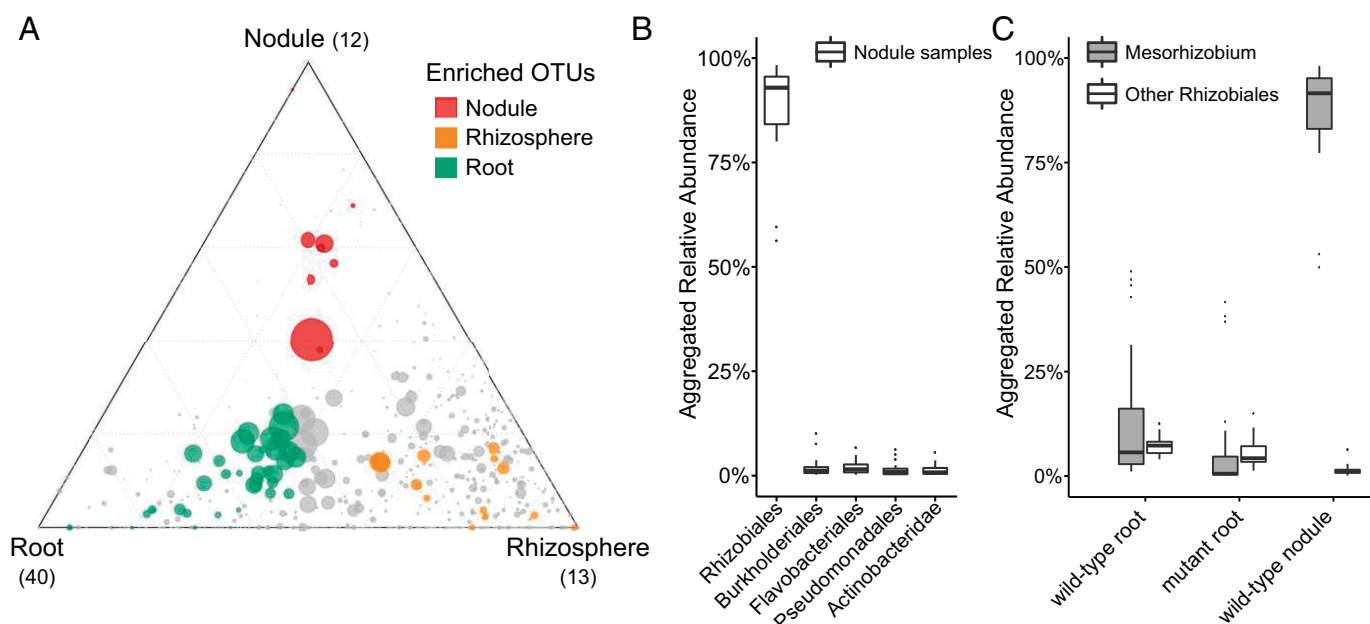 A
Nodule (12)
Enriched OTUs
Nodule
Rhizosphere
Root
Root
(40)
Rhizosphere
(13)
B
Nodule samples
Aggregated Relative Abundance
100%
75%
50%
25%
0%
Rhizobiales
Burkholderiales
Flavobacteriales
Pseudomonadales
Actinobacteridae
C
Mesorhizobium
Other Rhizobiales
Aggregated Relative Abundance
100%
75%
50%
25%
0%
wild-type root
mutant root
wild-type nodule